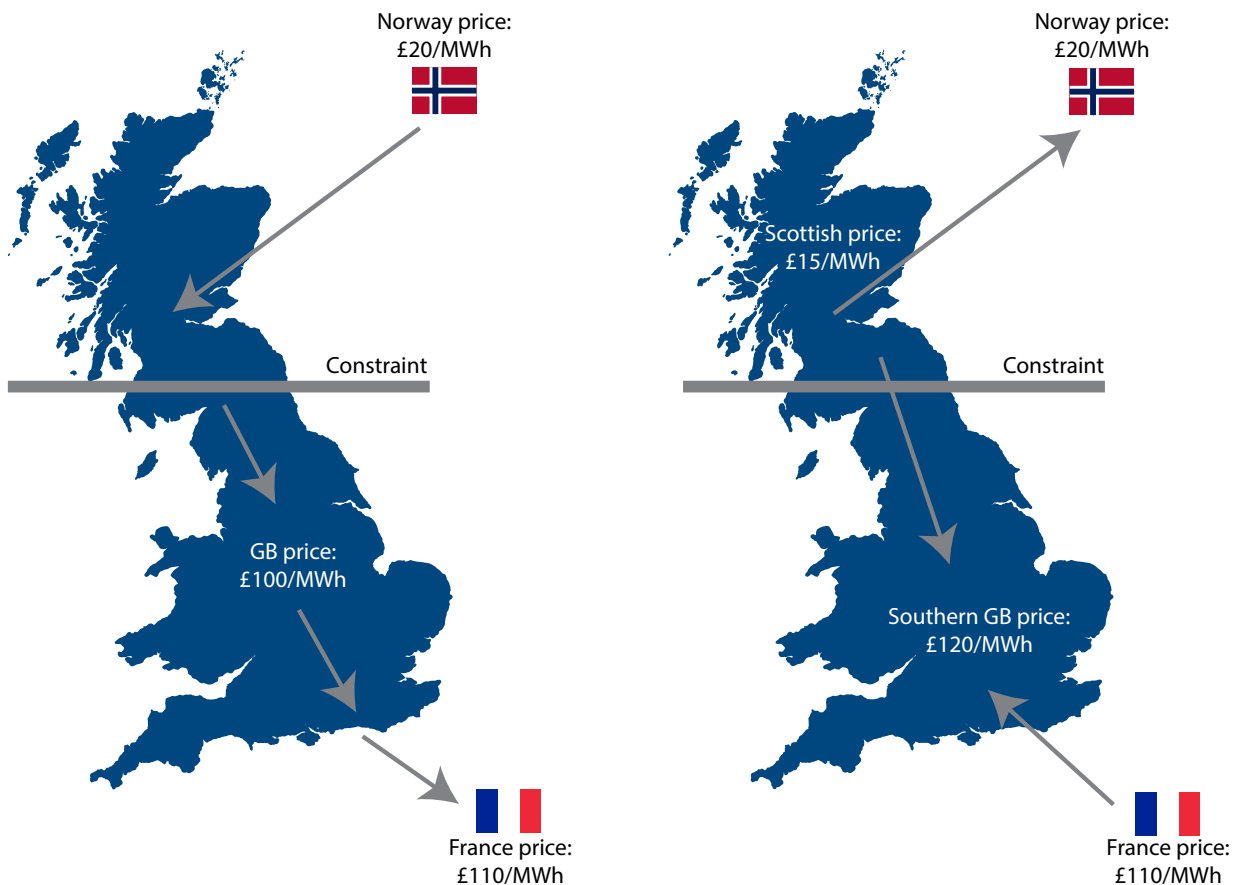 Norway price:
£20/MWh
Constraint
GB price:
£100/MWh
France price:
£110/MWh
Norway price:
£20/MWh
Scottish price:
£15/MWh
Constraint
Southern GB price:
£120/MWh
France price:
£110/MWh